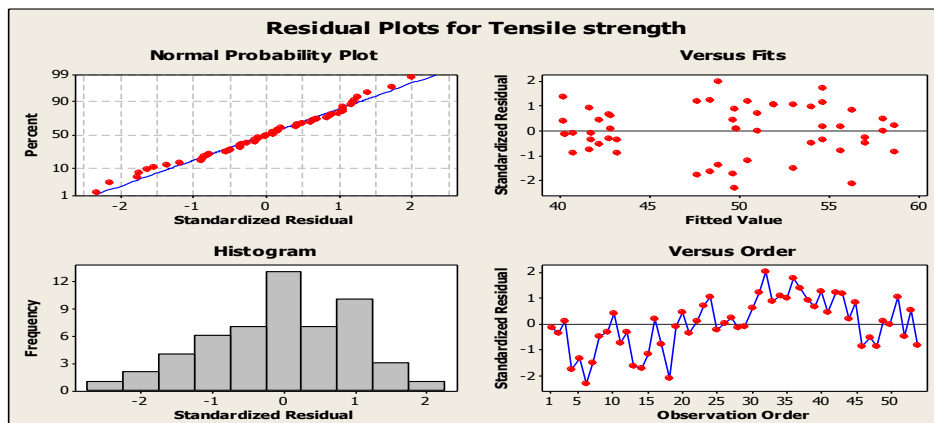 Residual Plots for Tensile strength
Normal Probability Plot
99
90
50
10
1
Percent
-2 -1 0 1 2
Standardized Residual
Versus Fits
2
1
0
-1
-2
Standardized Residual
40 45 50 55 60
Fitted Value
Histogram
12
9
6
3
0
Frequency
-2 -1 0 1 2
Standardized Residual
Versus Order
2
1
0
-1
-2
Standardized Residual
1 5 10 15 20 25 30 35 40 45 50
Observation Order